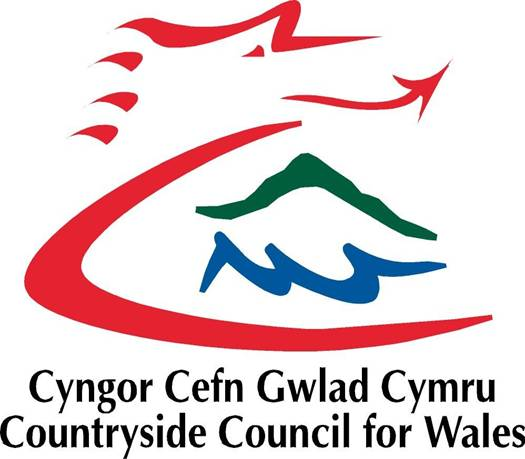 Cyngor Cefn Gwlad Cymru
Countryside Council for Wales